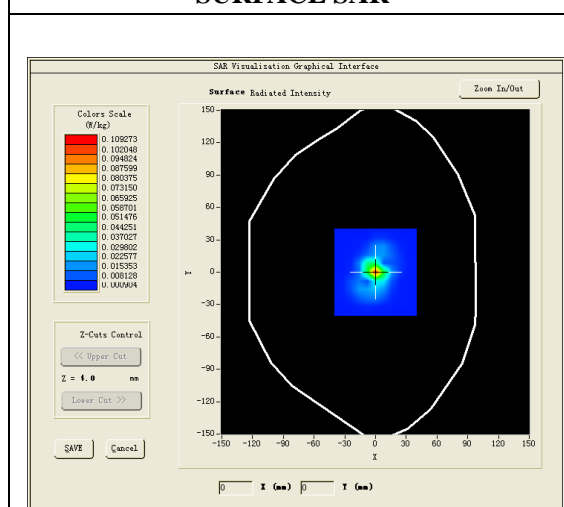 SURFACE SAR
SAR Visualisation Graphical Interface
Surface Radiated Intensity
Zoom In/Out
Colors Scale
(W/kg)
0.109273
0.102048
0.094824
0.087599
0.080375
0.073150
0.065925
0.058701
0.051476
0.044251
0.037027
0.029802
0.022577
0.015353
0.008128
0.000904
150
120
90
60
30
0
-30
-60
-90
-120
-150
Y
-150 -120 -90 -60 -30 0 30 60 90 120 150
X
Z-Cuts Control
<< Upper Cut
Z = 4.0 mm
Lower Cut >>
SAVE Cancel
0 X (mm) 0 Y (mm)